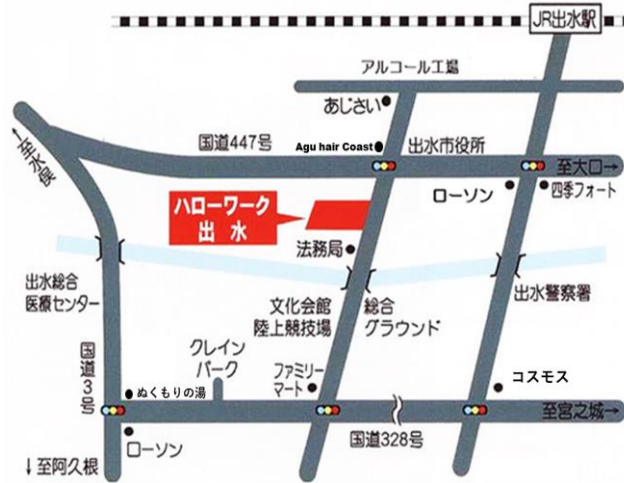 JR出水駅
アルコール工場
あじさい
国道447号
Agu hair Coast
出水市役所
至大口→
←至水俣
ローソン
四季フォート
ハローワーク
出水
法務局
出水総合
医療センター
文化会館
陸上競技場
総合
グラウンド
出水警察署
国道3号
クレイン
パーク
ファミリー
マート
コスモス
ぬくもりの湯
至宮之城→
国道328号
ローソン
↓至阿久根